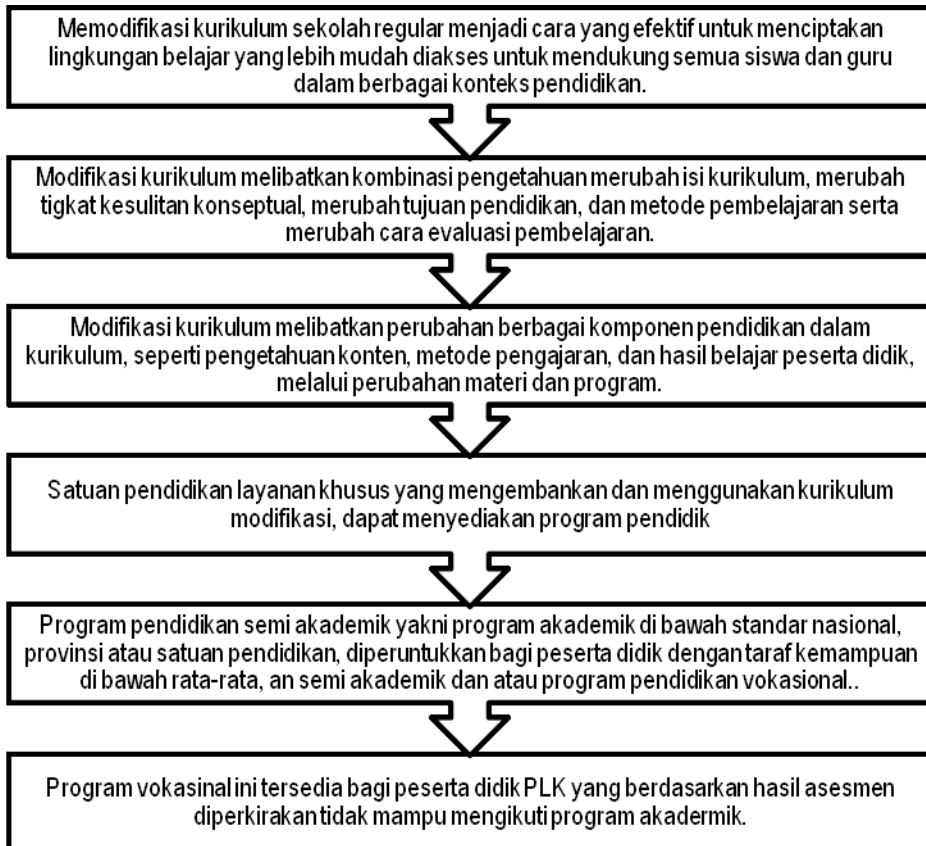 Memodifikasi kurikulum sekolah regular menjadi cara yang efektif untuk menciptakan
lingkungan belajar yang lebih mudah diakses untuk mendukung semua siswa dan guru
dalam berbagai konteks pendidikan.
Modifikasi kurikulum melibatkan kombinasi pengetahuan merubah isi kurikulum, merubah
tigkat kesulitan konseptual, merubah tujuan pendidikan, dan metode pembelajaran serta
merubah cara evaluasi pembelajaran.
Modifikasi kurikulum melibatkan perubahan berbagai komponen pendidikan dalam
kurikulum, seperti pengetahuan konten, metode pengajaran, dan hasil belajar peserta didik,
melalui perubahan materi dan program.
Satuan pendidikan layanan khusus yang mengembankan dan menggunakan kurikulum
modifikasi, dapat menyediakan program pendidik
Program pendidikan semi akademik yakni program akademik di bawah standar nasional,
provinsi atau satuan pendidikan, diperuntukkan bagi peserta didik dengan taraf kemampuan
di bawah rata-rata, an semi akademik dan atau program pendidikan vokasional..
Program vokasinal ini tersedia bagi peserta didik PLK yang berdasarkan hasil asesmen
diperkirakan tidak mampu mengikuti program akadermik.